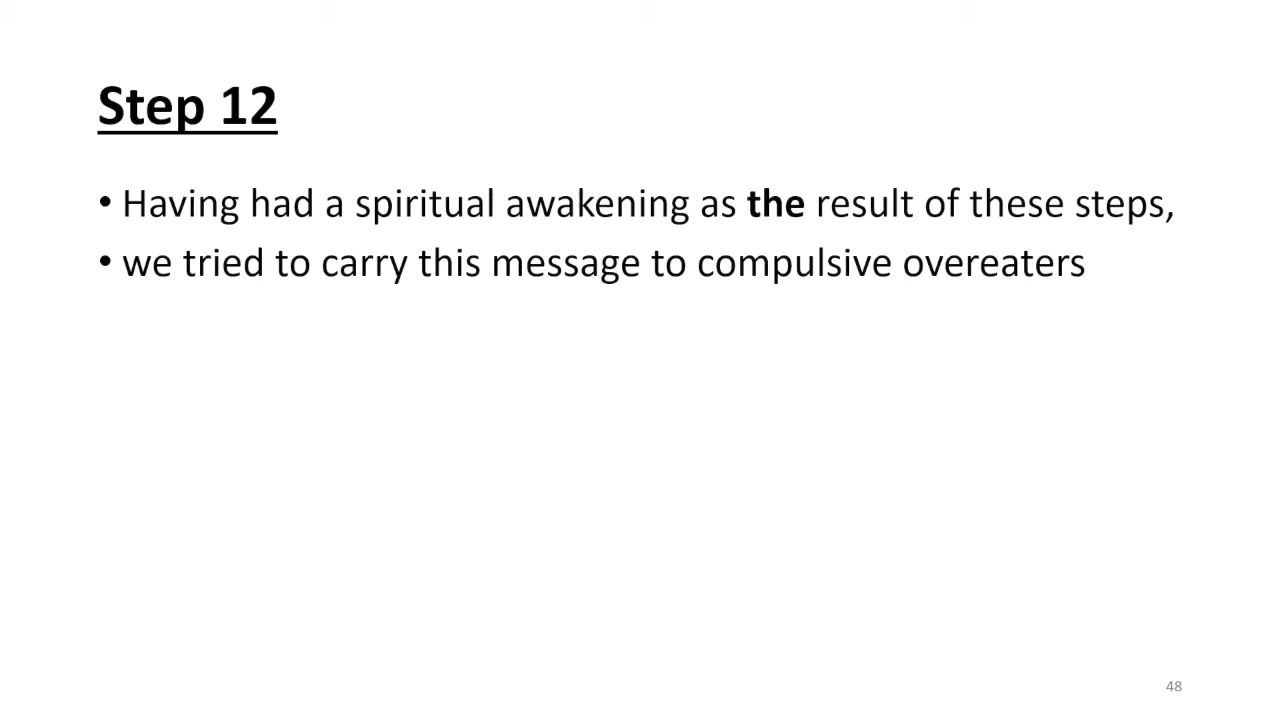 Step 12
• Having had a spiritual awakening as the result of these steps,
• we tried to carry this message to compulsive overeaters
48